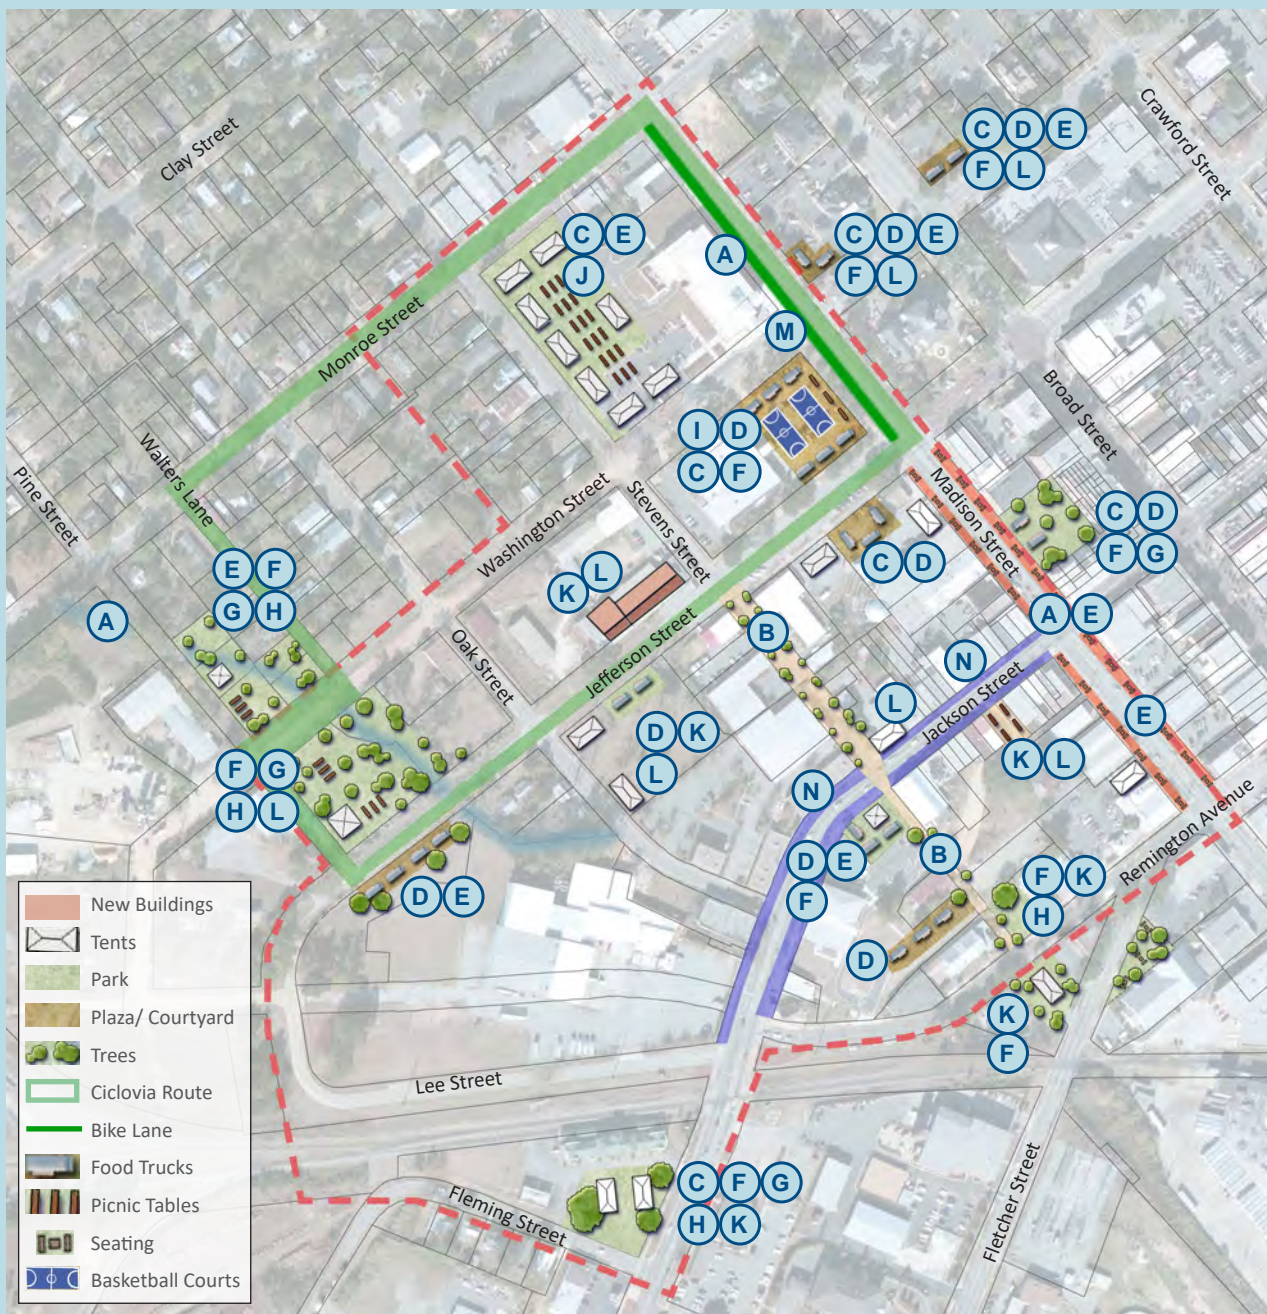 Clay Street
Crawford Street
C D E
F L
C E
J
A
C D E
F L
M
Monroe Street
Broad Street
Walters Lane
Pine Street
I D
C F
Washington Street
Stevens Street
Madison Street
C D
F G
C D
E F
G H
A
K L
Oak Street
Jefferson Street
B
A E
N
Jackson Street
L
E
D K
L
K L
F G
H L
N
Remington Avenue
D E
F
B
F K
H
D E
D
K
F
Lee Street
Fleming Street
C F G
H K
Fletcher Street
New Buildings
Tents
Park
Plaza/ Courtyard
Trees
Ciclovia Route
Bike Lane
Food Trucks
Picnic Tables
Seating
Basketball Courts